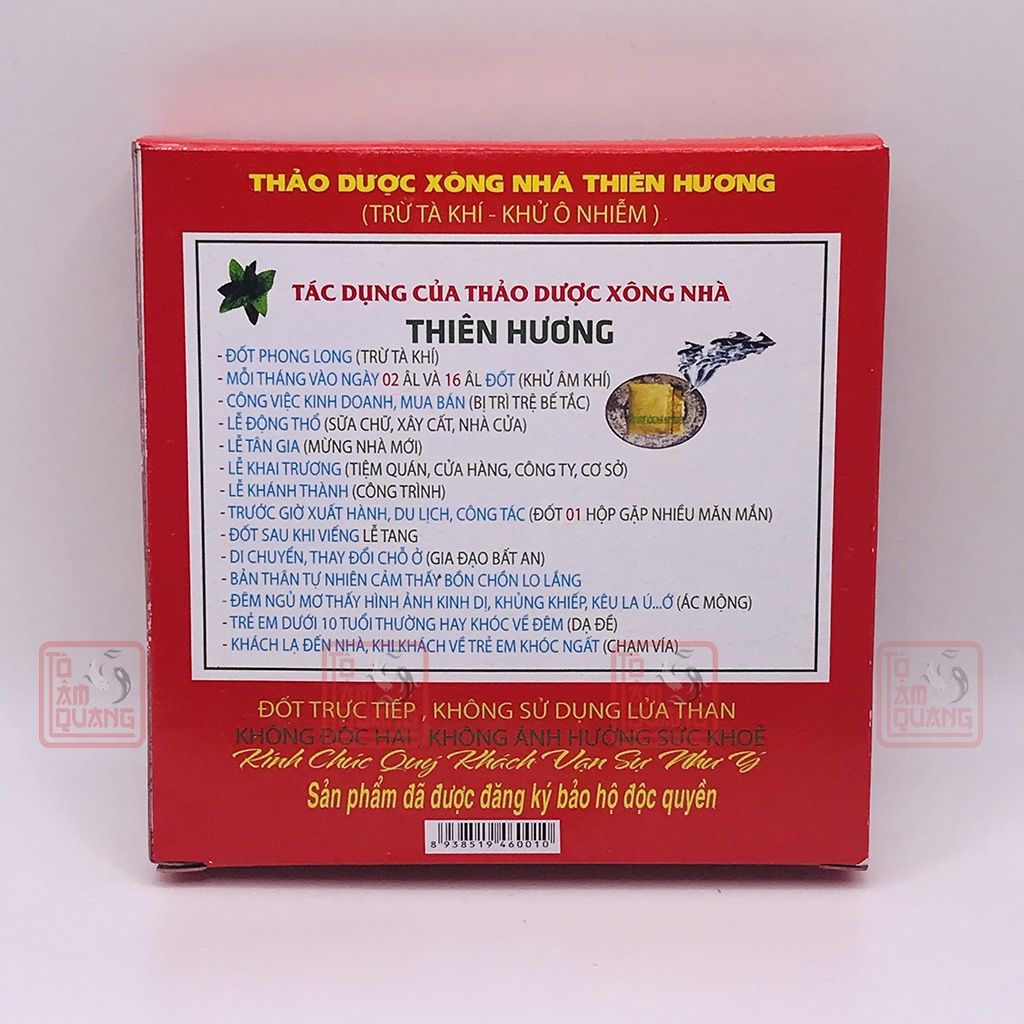 THẢO DƯỢC XÔNG NHÀ THIÊN HƯƠNG
(TRỪ TÀ KHÍ - KHỬ Ô NHIỄM )
TÁC DỤNG CỦA THẢO DƯỢC XÔNG NHÀ
THIÊN HƯƠNG
- ĐỐT PHONG LONG (TRỪ TÀ KHÍ)
- MỖI THÁNG VÀO NGÀY 02 ÂL VÀ 16 ÂL ĐỐT (KHỬ ÂM KHÍ)
- CÔNG VIỆC KINH DOANH, MUA BÁN (BỊ TRÌ TRỆ BẾ TẮC)
- LỄ ĐỘNG THỔ (SỮA CHỮ, XÂY CẤT, NHÀ CỬA)
- LỄ TÂN GIA (MỪNG NHÀ MỚI)
- LỄ KHAI TRƯƠNG (TIỆM QUÁN, CỬA HÀNG, CÔNG TY, CƠ SỞ)
- LỄ KHÁNH THÀNH (CÔNG TRÌNH)
- TRƯỚC GIỜ XUẤT HÀNH, DU LỊCH, CÔNG TÁC (ĐỐT 01 HỘP GẶP NHIỀU MĂN MẮN)
- ĐỐT SAU KHI VIẾNG LỄ TANG
- DI CHUYỂN, THAY ĐỔI CHỖ Ở (GIA ĐẠO BẤT AN)
- BẢN THÂN TỰ NHIÊN CẢM THẤY BỒN CHỒN LO LẮNG
- ĐÊM NGỦ MƠ THẤY HÌNH ẢNH KINH DỊ, KHỦNG KHIẾP, KÊU LA Ú...Ớ (ÁC MỘNG)
- TRẺ EM DƯỚI 10 TUỔI THƯỜNG HAY KHÓC VỀ ĐÊM (DẠ ĐỀ)
- KHÁCH LẠ ĐẾN NHÀ, KHI KHÁCH VỀ TRẺ EM KHÓC NGẤT (CHẠM VÍA)
TÔ ÂM QUANG
ĐỐT TRỰC TIẾP , KHÔNG SỬ DỤNG LỬA THAN
KHÔNG ĐỘC HẠI , KHÔNG ẢNH HƯỞNG SỨC KHOẺ
Kính Chúc Quý Khách Vạn Sự Như Ý
Sản phẩm đã được đăng ký bảo hộ độc quyền
8 938519 460010